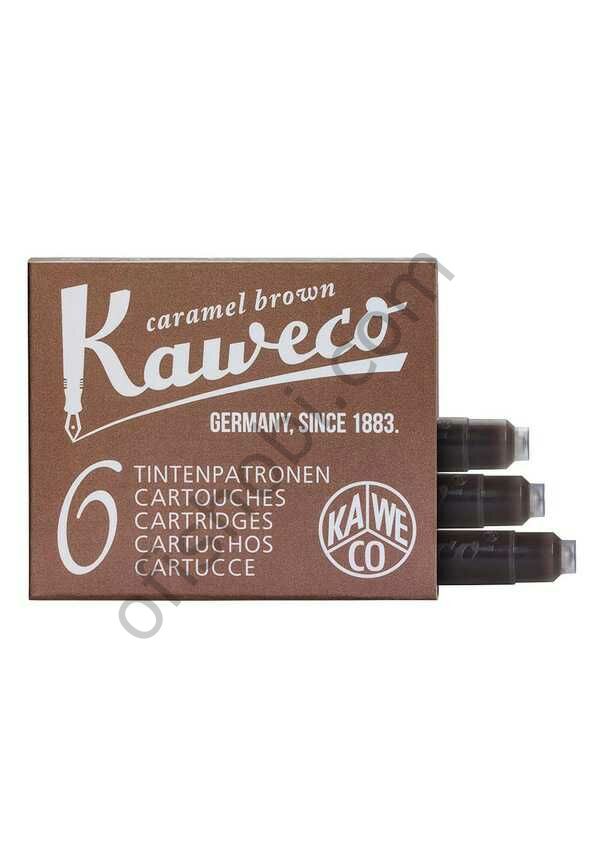 caramel brown
Kaweco
GERMANY, SINCE 1883.
6
TINTENPATRONEN
CARTOUCHES
CARTRIDGES
CARTUCHOS
CARTUCCE
KA WE
CO